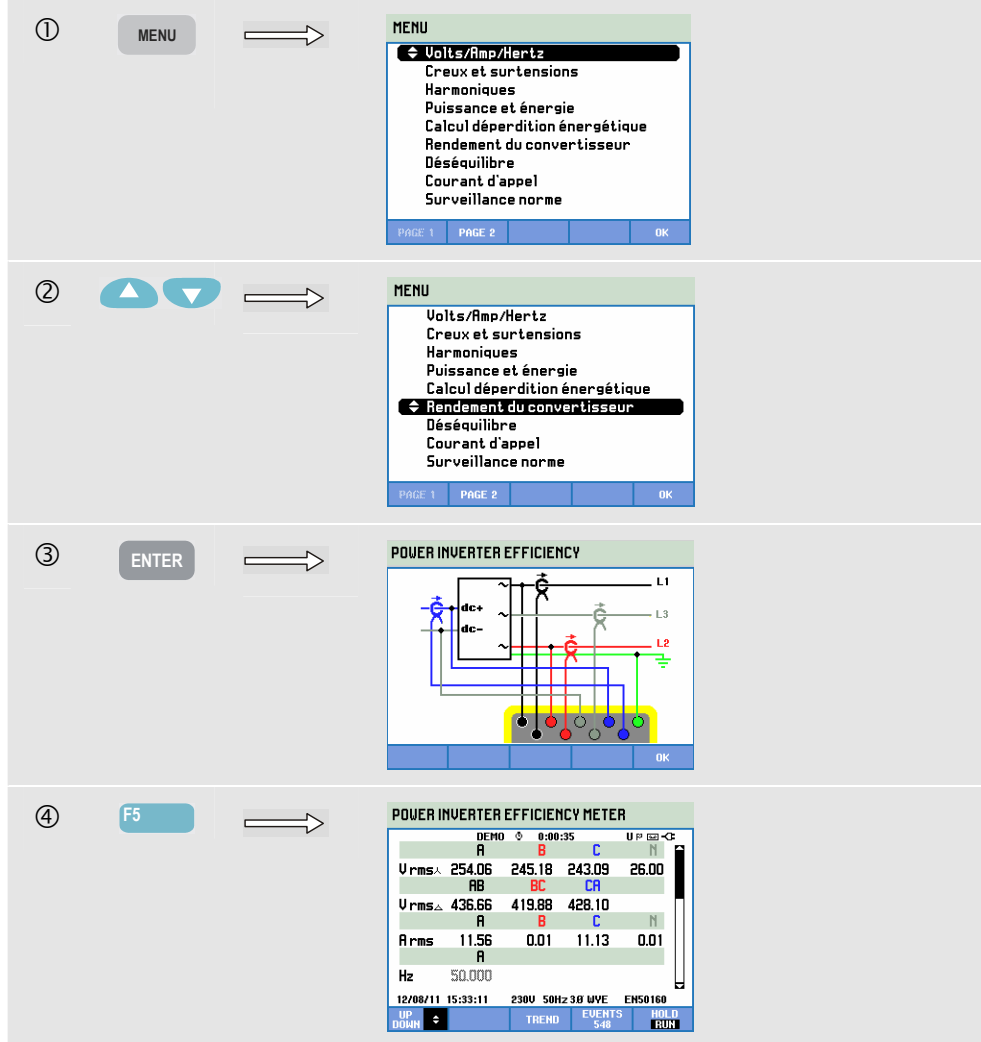 ①
MENU
MENU
Volts/Amp/Hertz
Creux et surtensions
Harmoniques
Puissance et énergie
Calcul déperdition énergétique
Rendement du convertisseur
Déséquilibre
Courant d'appel
Surveillance norme
PAGE 1 PAGE 2 OK
②
MENU
Volts/Amp/Hertz
Creux et surtensions
Harmoniques
Puissance et énergie
Calcul déperdition énergétique
Rendement du convertisseur
Déséquilibre
Courant d'appel
Surveillance norme
PAGE 1 PAGE 2 OK
③
ENTER
POWER INVERTER EFFICIENCY
L1
dc+
L3
dc-
L2
OK
④
F5
POWER INVERTER EFFICIENCY METER
DEMO 0:00:35 U
A B C N
Vrms 254.06 245.18 243.09 26.00
AB BC CA
Vrms 436.66 419.88 428.10
A B C N
A rms 11.56 0.01 11.13 0.01
A
Hz 50.000
12/08/11 15:33:11 230V 50Hz 3.0 WYE EN50160
UP DOWN TREND EVENTS 548 HOLD RUN